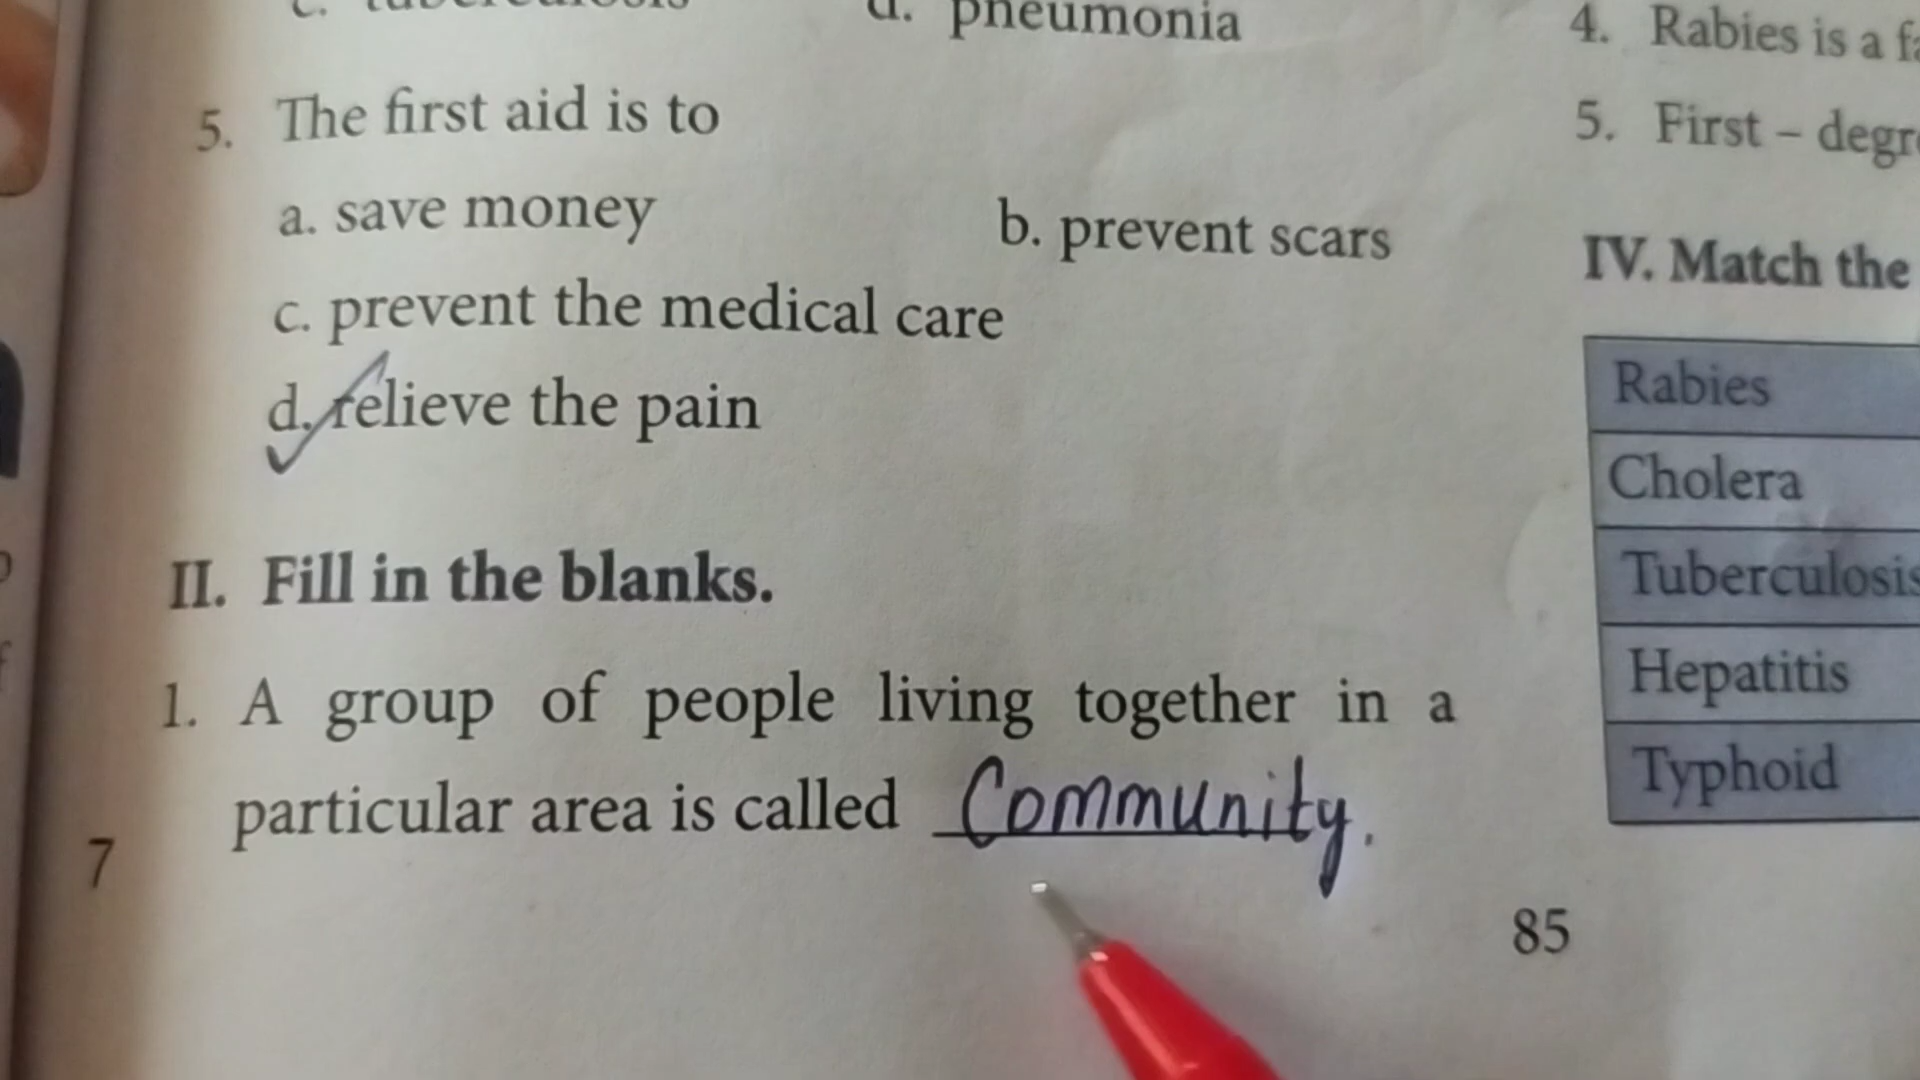 d. pneumonia
5. The first aid is to
a. save money
b. prevent scars
c. prevent the medical care
d. relieve the pain
II. Fill in the blanks.
1. A group of people living together in a
particular area is called Community.
7
85
4. Rabies is a
5. First – degr
IV. Match the
Rabies
Cholera
Tuberculosis
Hepatitis
Typhoid